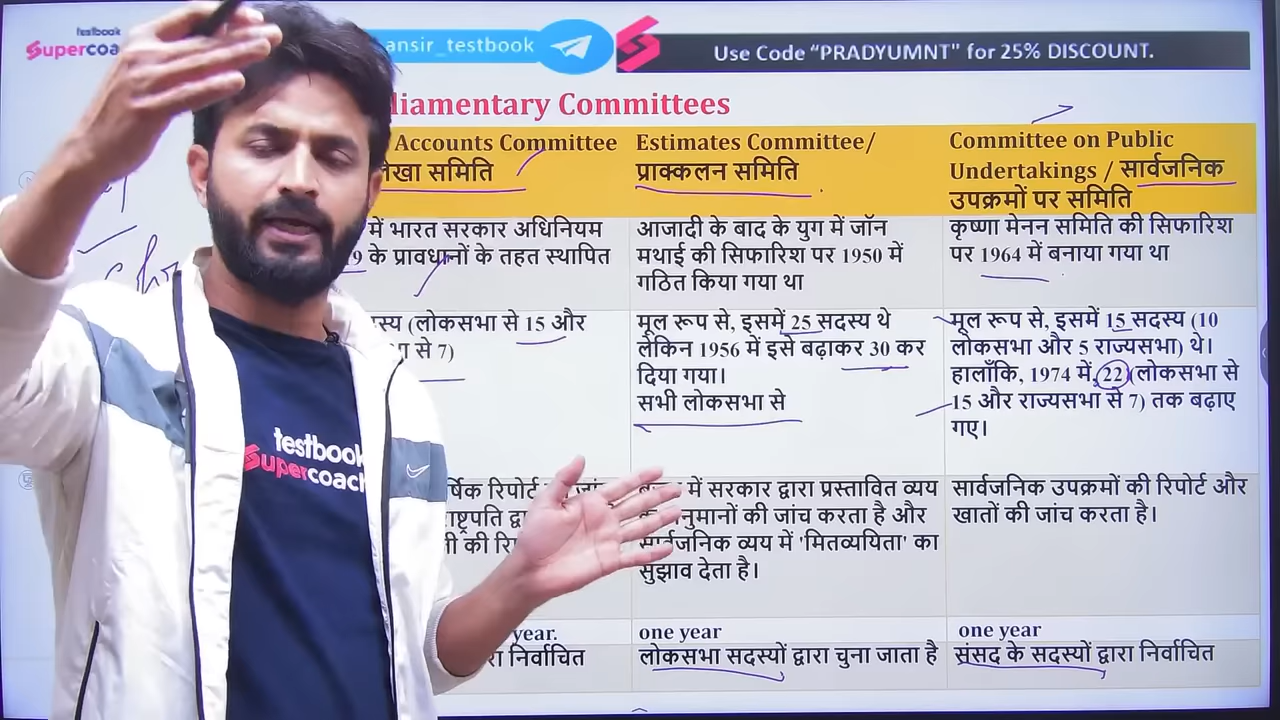 testbook
Supercoa
ansir_testbook
Use Code "PRADYUMNT" for 25% DISCOUNT.
liamentary Committees
Accounts Committee
लेखा समिति
Estimates Committee/
प्राक्कलन समिति
Committee on Public
Undertakings / सार्वजनिक
उपक्रमों पर समिति
में भारत सरकार अधिनियम
9 के प्रावधानों के तहत स्थापित
आजादी के बाद के युग में जॉन
मथाई की सिफारिश पर 1950 में
गठित किया गया था
कृष्णा मेनन समिति की सिफारिश
पर 1964 में बनाया गया था
स्य (लोकसभा से 15 और
से 7)
मूल रूप से, इसमें 25 सदस्य थे
लेकिन 1956 में इसे बढ़ाकर 30 कर
दिया गया।
सभी लोकसभा से
मूल रूप से, इसमें 15 सदस्य (10
लोकसभा और 5 राज्यसभा) थे।
हालाँकि, 1974 में, 22 (लोकसभा से
15 और राज्यसभा से 7) तक बढ़ाए
गए।
र्षिक रिपोर्ट
ाष्ट्रपति
की
में सरकार द्वारा प्रस्तावित व्यय
नुमानों की जांच करता है और
सार्वजनिक व्यय में 'मितव्ययिता' का
सुझाव देता है।
सार्वजनिक उपक्रमों की रिपोर्ट और
खातों की जांच करता है।
year.
one year
one year
रा निर्वाचित
लोकसभा सदस्यों द्वारा चुना जाता है
संसद के सदस्यों द्वारा निर्वाचित
testbook
Supercoach